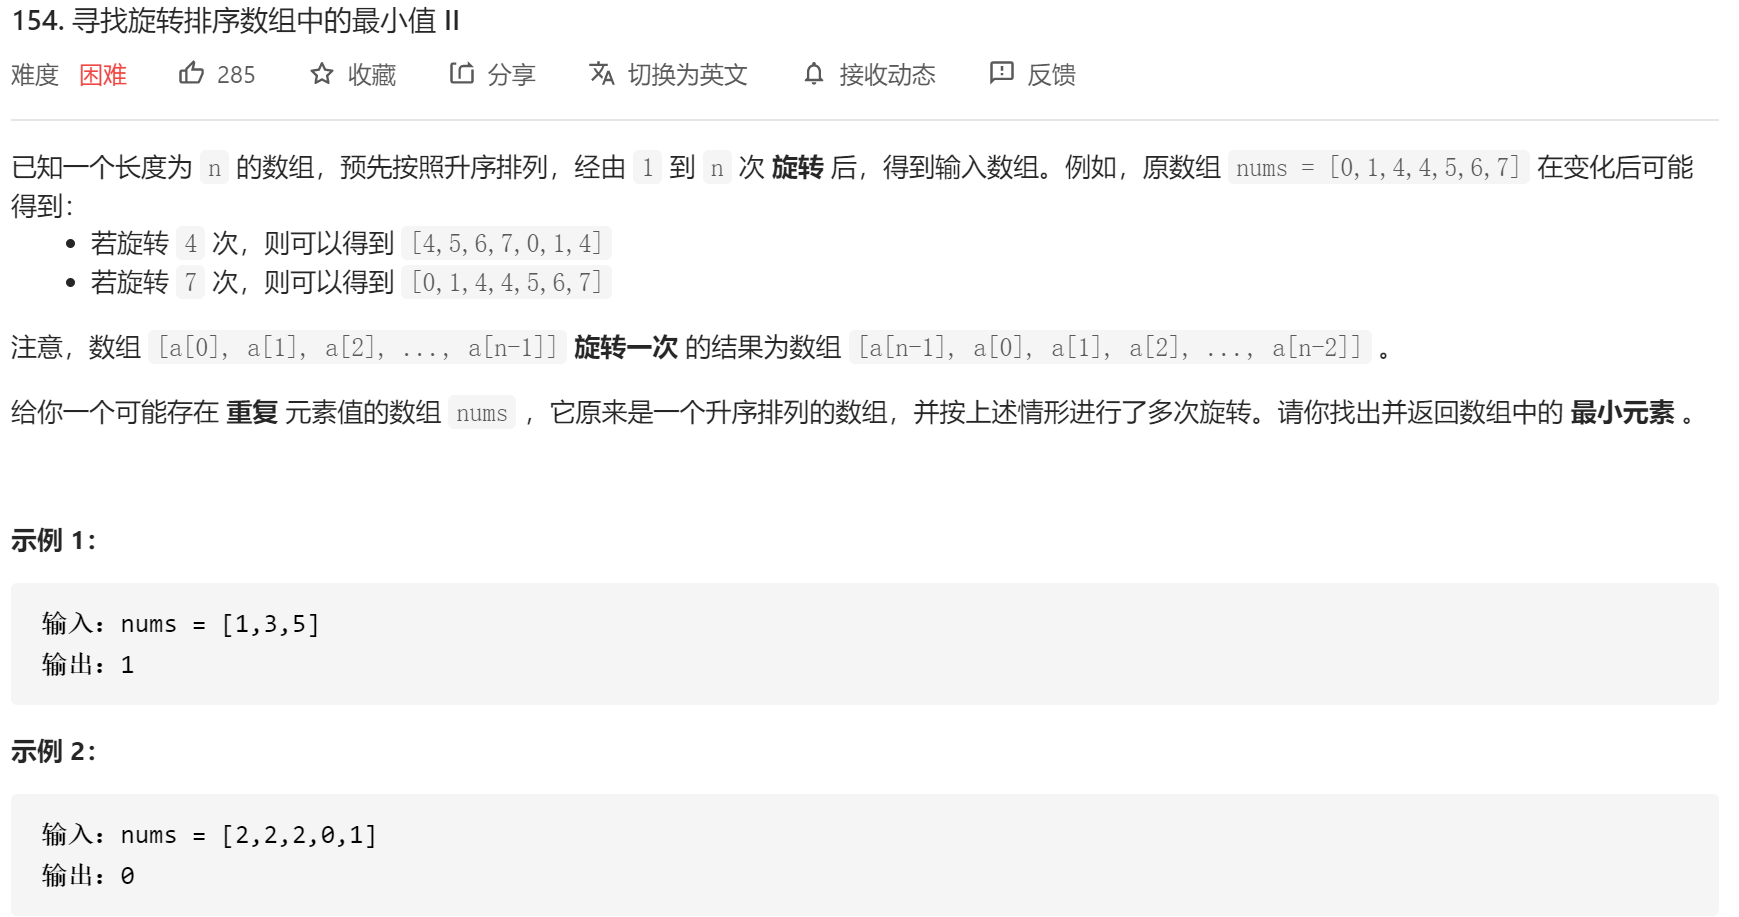 154. 寻找旋转排序数组中的最小值 II
难度 困难 285 收藏 分享 切换为英文 接收动态 反馈
已知一个长度为 n 的数组，预先按照升序排列，经由 1 到 n 次 旋转 后，得到输入数组。例如，原数组 nums = [0,1,4,4,5,6,7] 在变化后可能
得到：
• 若旋转 4 次，则可以得到 [4,5,6,7,0,1,4]
• 若旋转 7 次，则可以得到 [0,1,4,4,5,6,7]
注意，数组 [a[0], a[1], a[2], ..., a[n-1]] 旋转一次 的结果为数组 [a[n-1], a[0], a[1], a[2], ..., a[n-2]] 。
给你一个可能存在 重复 元素值的数组 nums ，它原来是一个升序排列的数组，并按上述情形进行了多次旋转。请你找出并返回数组中的 最小元素 。
示例 1：
输入：nums = [1,3,5]
输出：1
示例 2：
输入：nums = [2,2,2,0,1]
输出：0